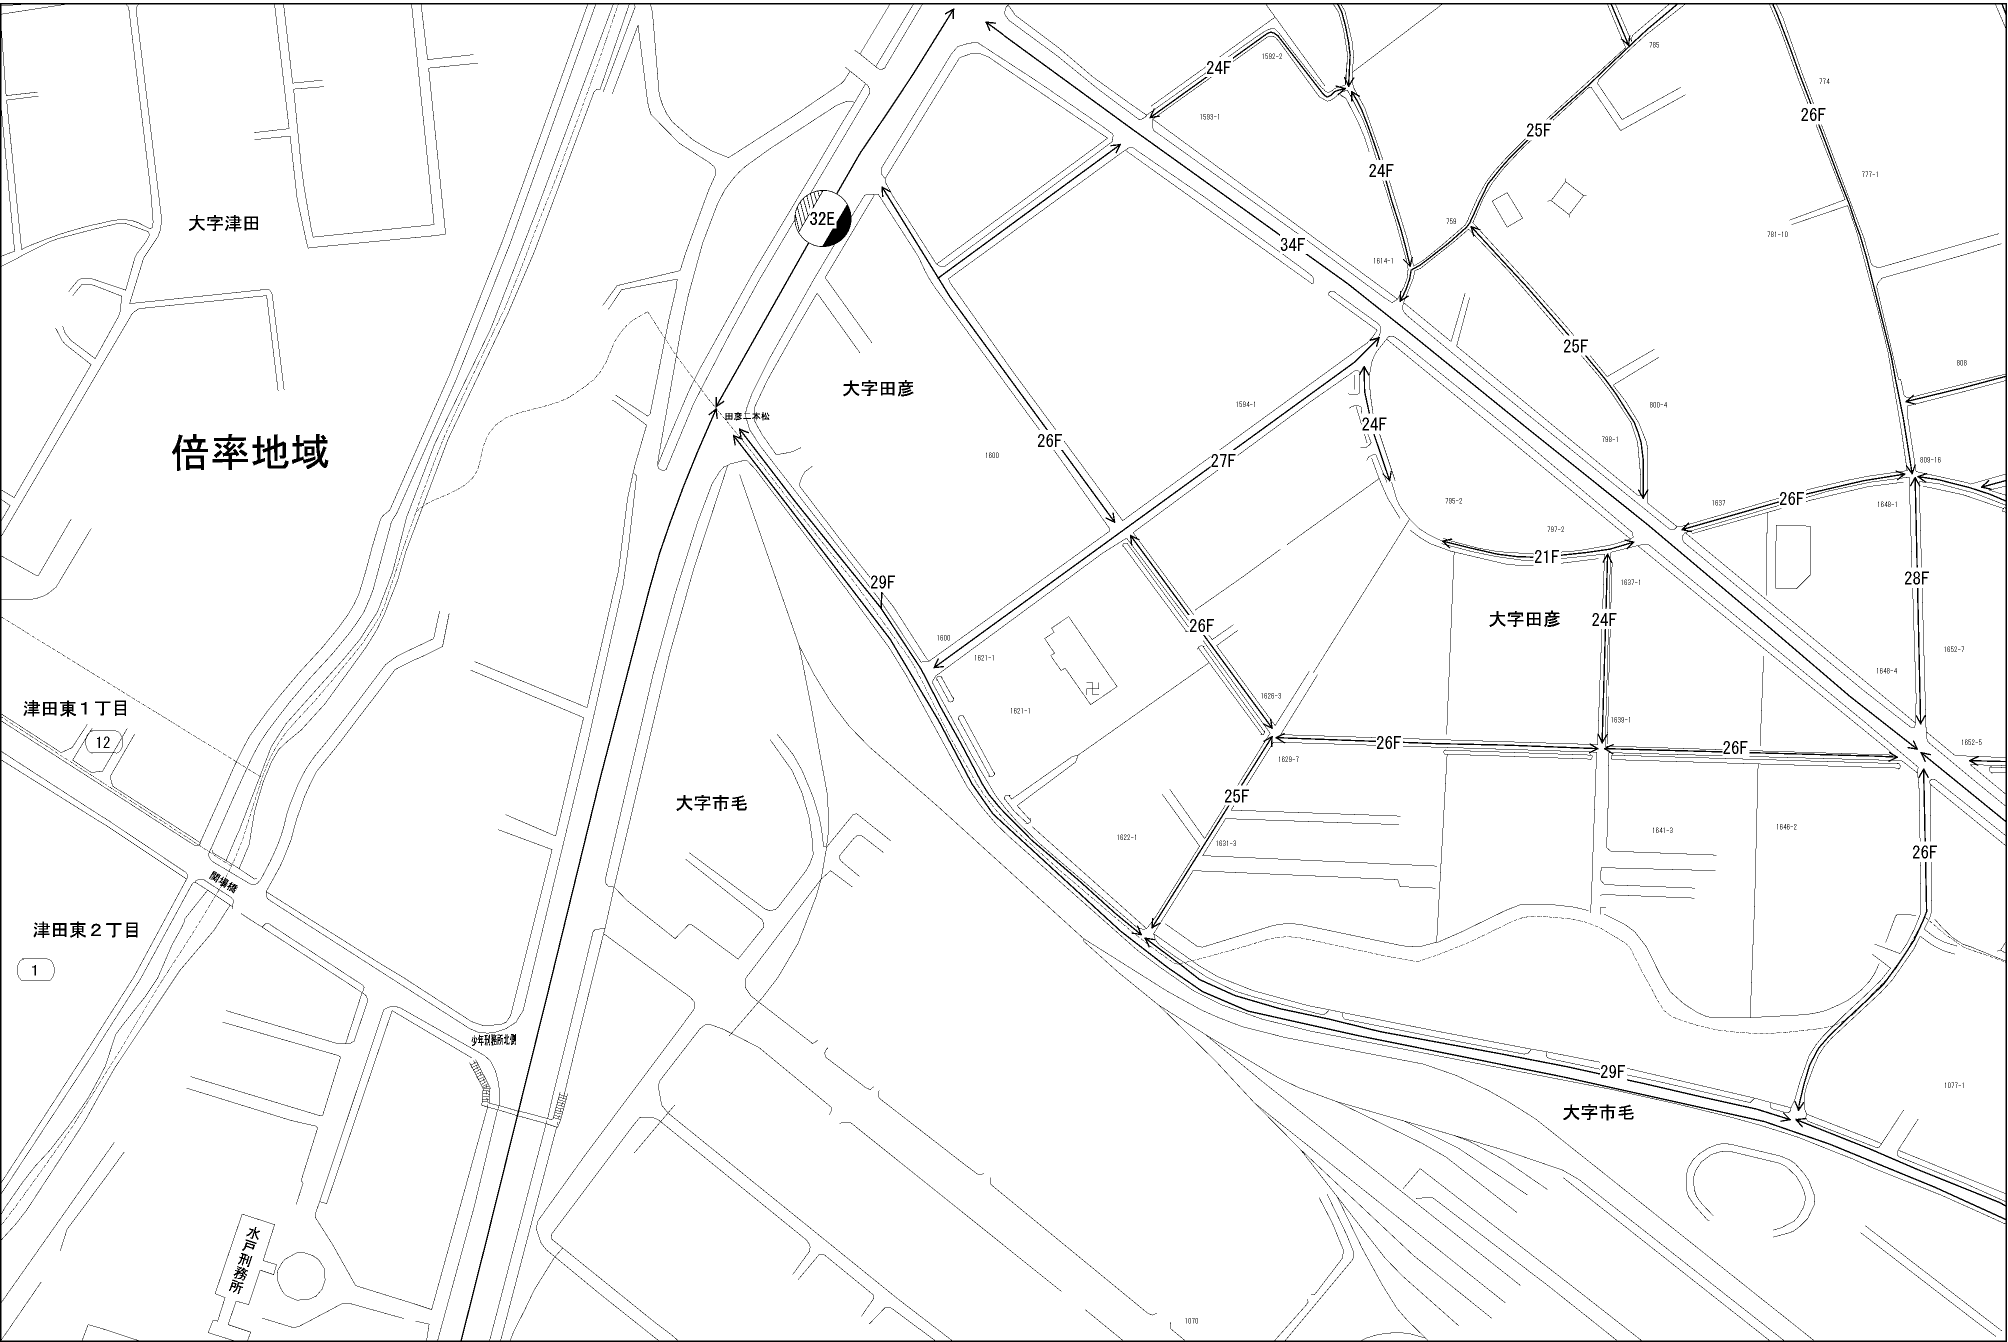 785
1592-2
24F
774
26F
1593-1
25F
24F
777-1
大字津田
32E
759
781-10
34F
1614-1
25F
808
大字田彦
田彦二本松
1594-1
800-4
24F
26F
798-1
倍率地域
1600
27F
809-16
795-2
26F
1637
1648-1
797-2
21F
29F
1637-1
28F
26F
大字田彦
24F
1600
1621-1
1652-7
1648-4
卍
1626-3
津田東1丁目
1621-1
1639-1
12
26F
26F
1652-5
1629-7
大字市毛
25F
1622-1
1631-3
1641-3
1646-2
26F
関場橋
津田東2丁目
1
少年刑務所北側
29F
1077-1
大字市毛
水戸刑務所
1070